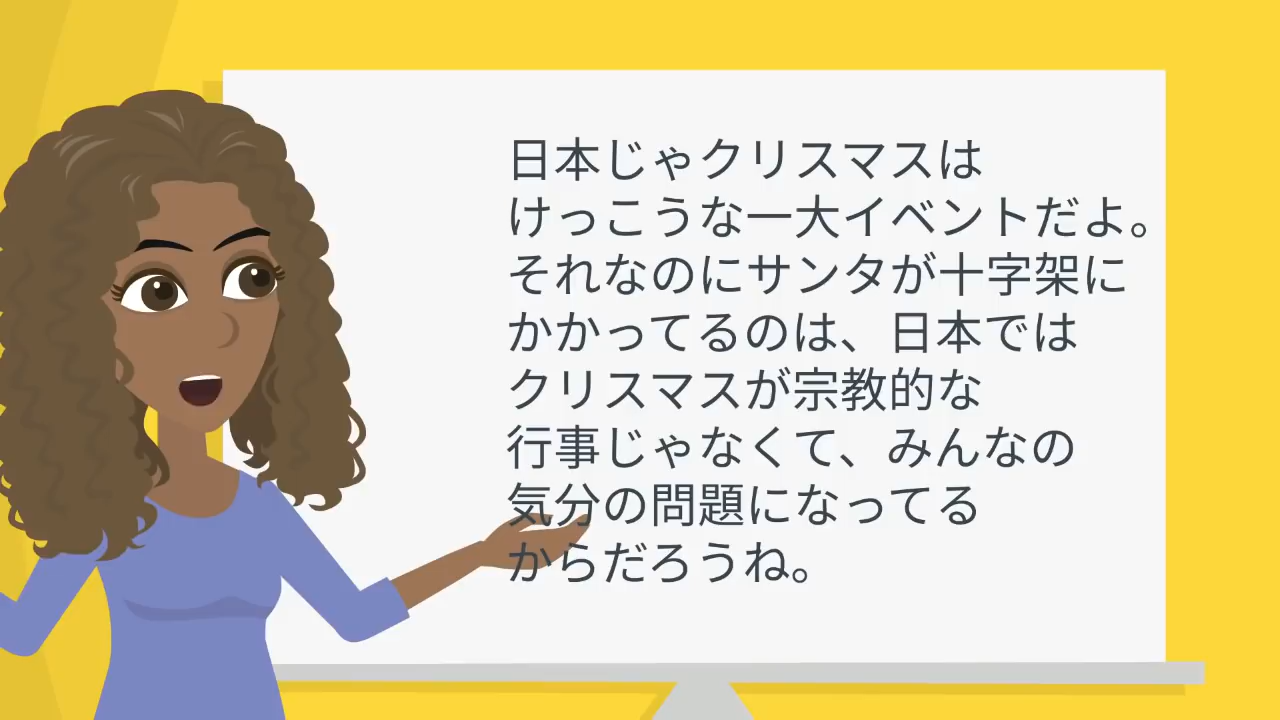 日本じゃクリスマスは
けっこうな一大イベントだよ。
それなのにサンタが十字架に
かかってるのは、日本では
クリスマスが宗教的な
行事じゃなくて、みんなの
気分の問題になってる
からだろうね。